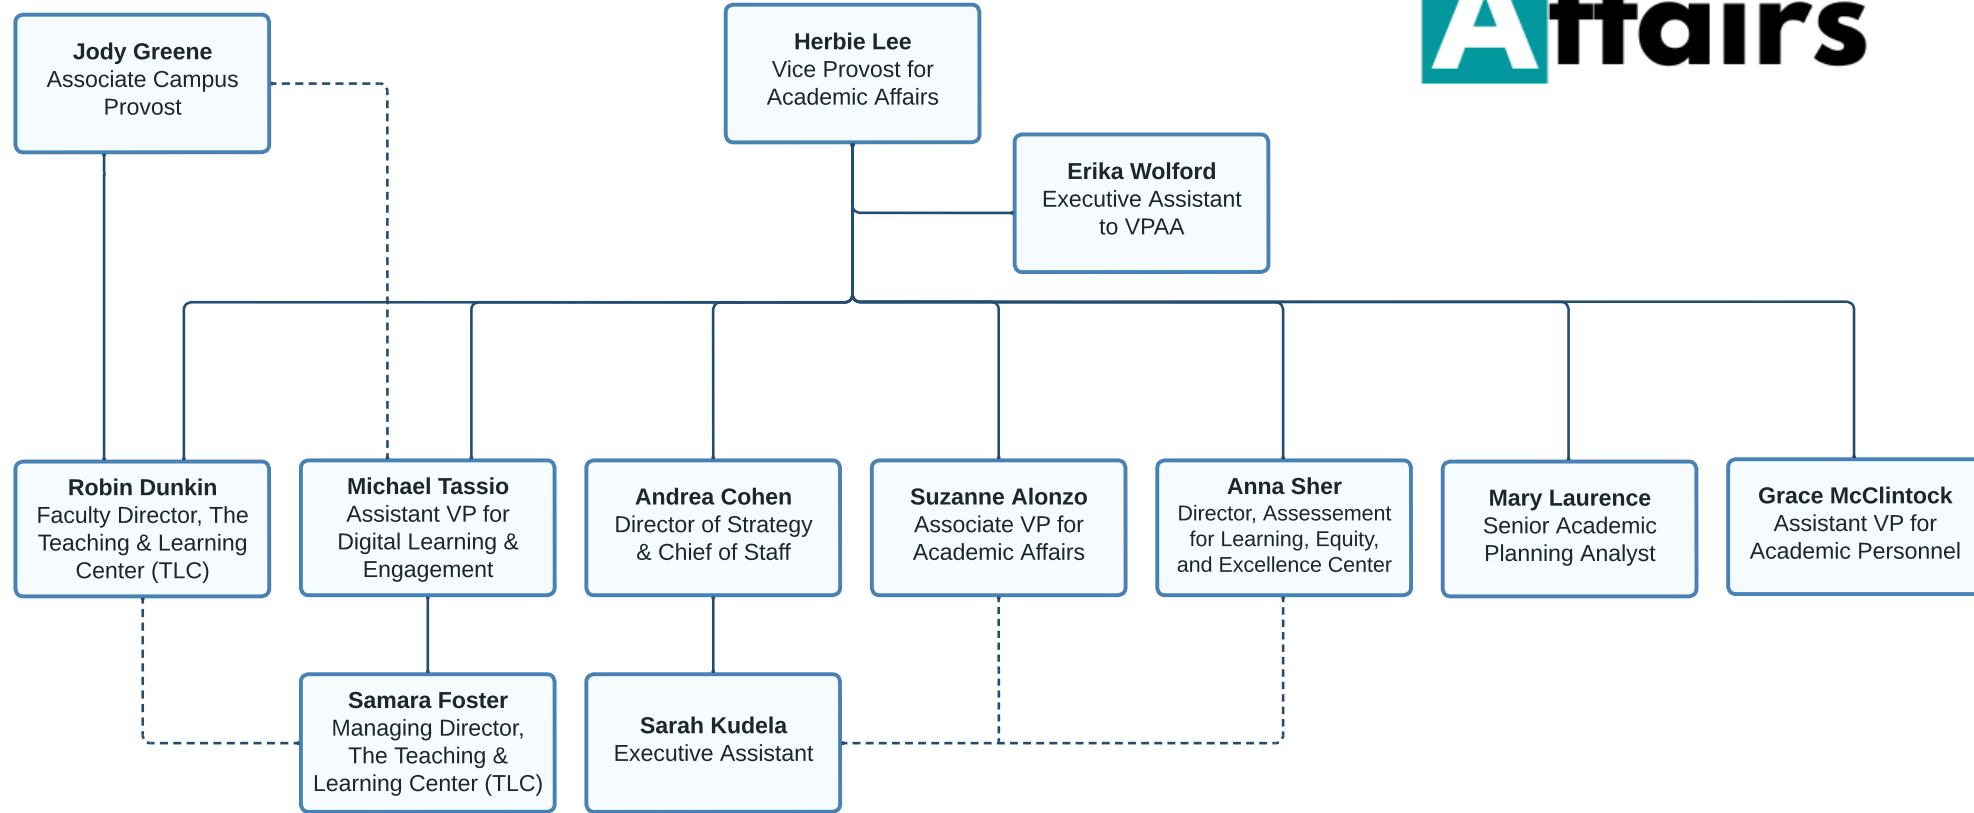 Affairs
Jody Greene
Associate Campus
Provost
Herbie Lee
Vice Provost for
Academic Affairs
Erika Wolford
Executive Assistant
to VPAA
Robin Dunkin
Faculty Director, The
Teaching & Learning
Center (TLC)
Michael Tassio
Assistant VP for
Digital Learning &
Engagement
Andrea Cohen
Director of Strategy
& Chief of Staff
Suzanne Alonzo
Associate VP for
Academic Affairs
Anna Sher
Director, Assessement
for Learning, Equity,
and Excellence Center
Mary Laurence
Senior Academic
Planning Analyst
Grace McClintock
Assistant VP for
Academic Personnel
Samara Foster
Managing Director,
The Teaching &
Learning Center (TLC)
Sarah Kudela
Executive Assistant